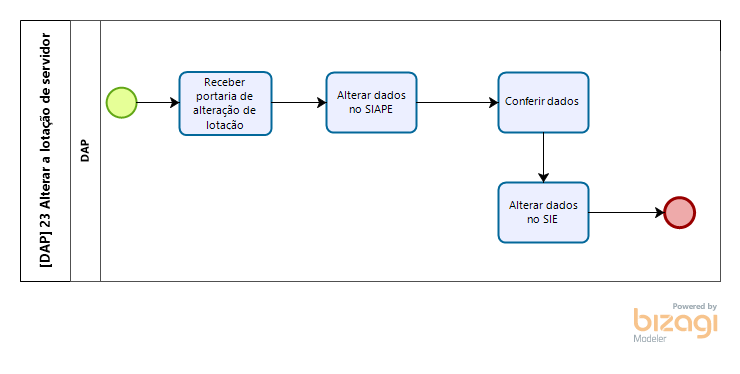 [DAP] 23 Alterar a lotação de servidor
DAP
Receber
portaria de
alteração de
lotacão
Alterar dados
no SIAPE
Conferir dados
Alterar dados
no SIE
Powered by
bizagi
Modeler